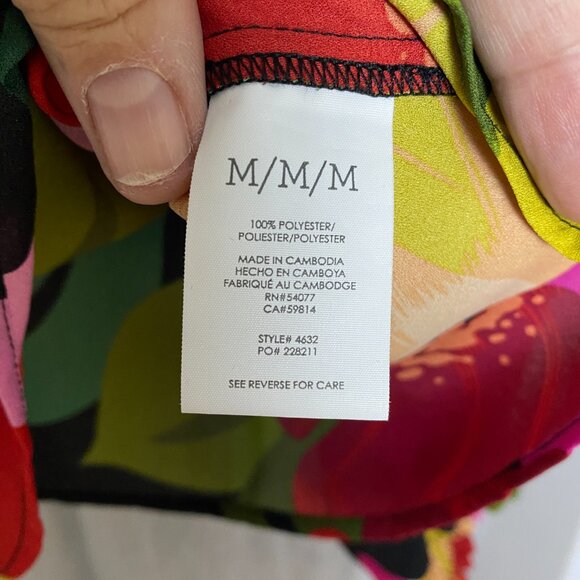 M/M/M
100% POLYESTER/
POLIESTER/POLYESTER
MADE IN CAMBODIA
HECHO EN CAMBOYA
FABRIQUÉ AU CAMBODGE
RN#54077
CA#59814
STYLE# 4632
PO# 228211
SEE REVERSE FOR CARE